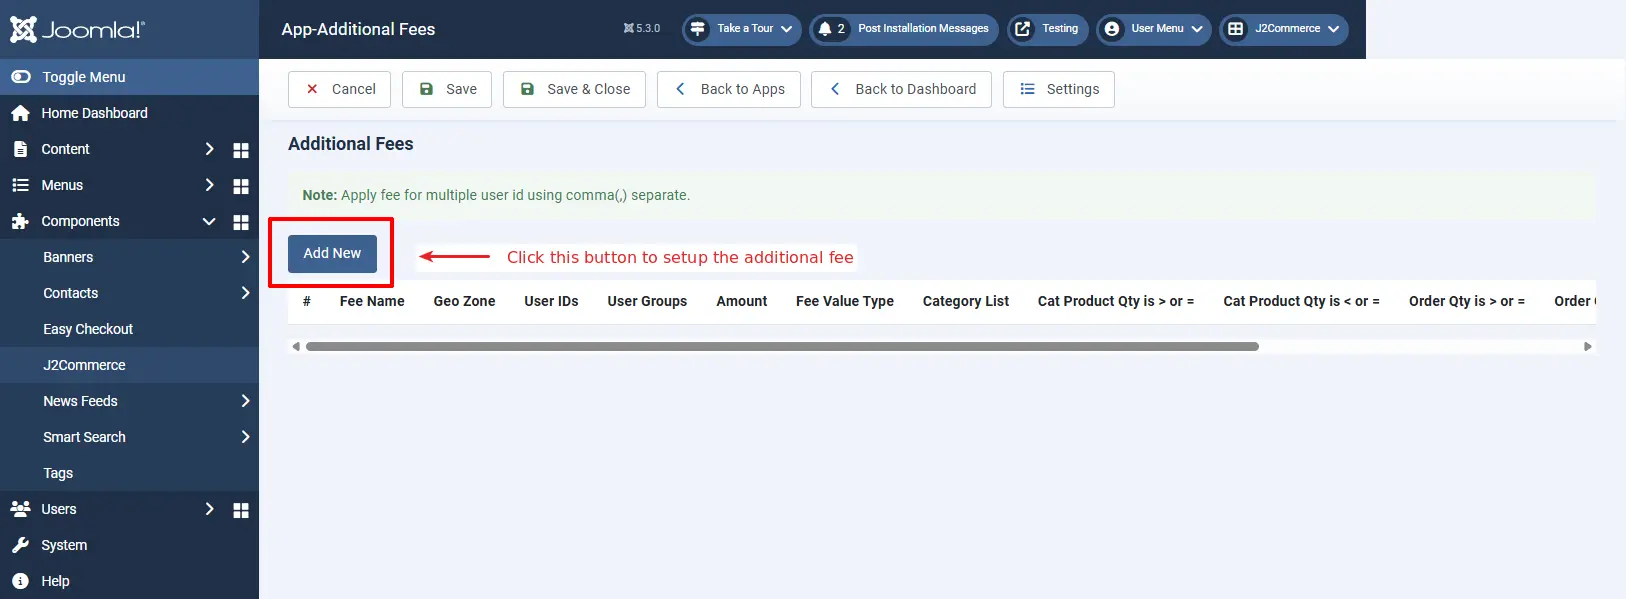 Joomla!
App-Additional Fees
5.3.0
Take a Tour
2 Post Installation Messages
Testing
User Menu
J2Commerce
Toggle Menu
Home Dashboard
Content
Menus
Components
Banners
Contacts
Easy Checkout
J2Commerce
News Feeds
Smart Search
Tags
Users
System
Help
Cancel
Save
Save & Close
Back to Apps
Back to Dashboard
Settings
Additional Fees
Note: Apply fee for multiple user id using comma(,) separate.
Add New
Click this button to setup the additional fee
# Fee Name Geo Zone User IDs User Groups Amount Fee Value Type Category List Cat Product Qty is > or = Cat Product Qty is < or = Order Qty is > or = Order